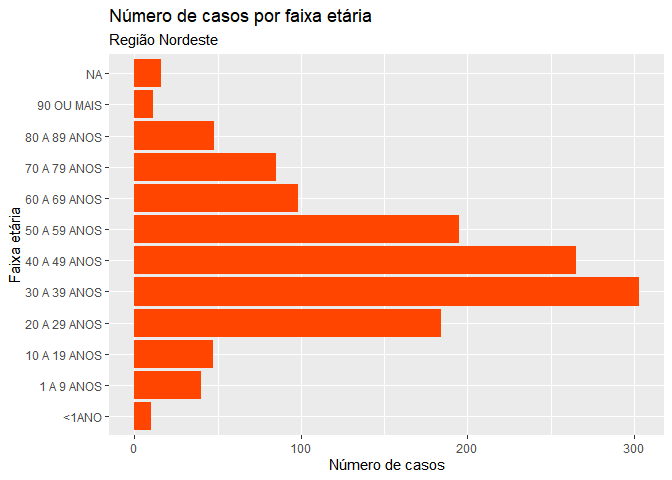 Número de casos por faixa etária
Região Nordeste
Faixa etária
NA
90 OU MAIS
80 A 89 ANOS
70 A 79 ANOS
60 A 69 ANOS
50 A 59 ANOS
40 A 49 ANOS
30 A 39 ANOS
20 A 29 ANOS
10 A 19 ANOS
1 A 9 ANOS
<1ANO
0 100 200 300
Número de casos